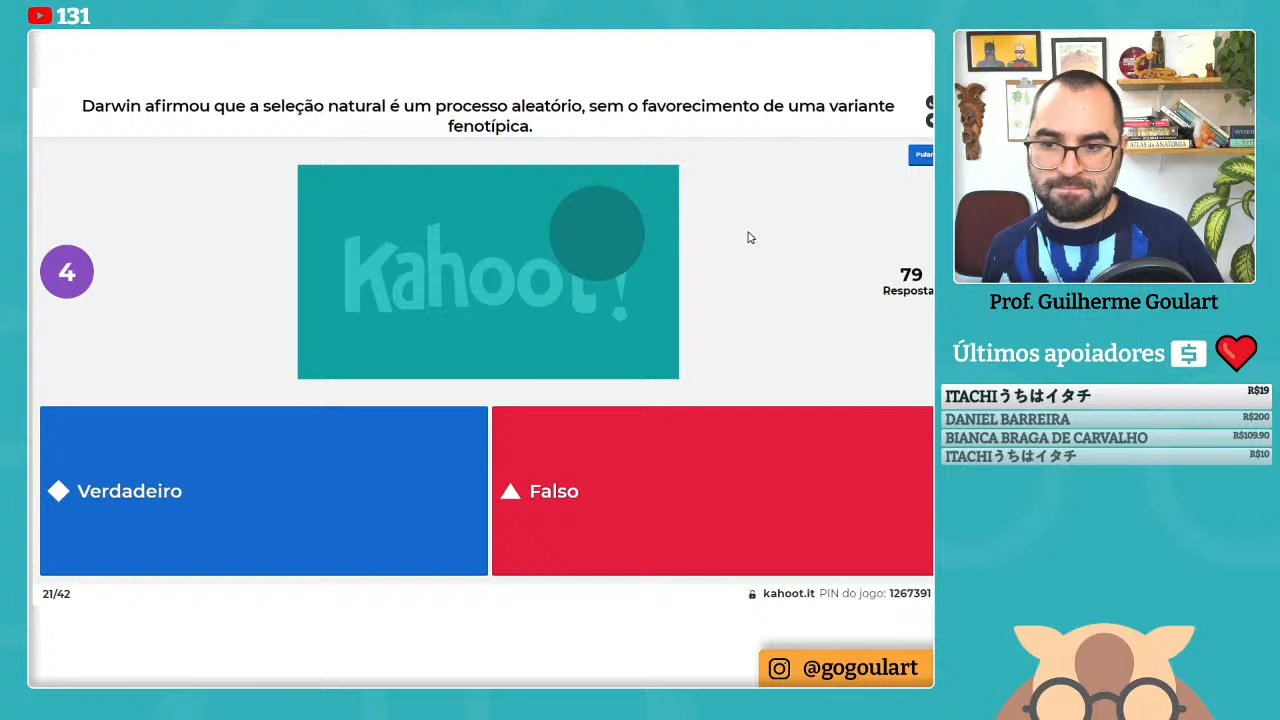 131
Darwin afirmou que a seleção natural é um processo aleatório, sem o favorecimento de uma variante
fenotípica.
Pular
4
Kahoot!
79
Resposta
Verdadeiro
Falso
21/42
kahoot.it PIN do jogo: 1267391
@gogoulart
ATLAS da ANATOMIA
Prof. Guilherme Goulart
Últimos apoiadores
ITACHIうちはイタチ R$19
DANIEL BARREIRA R$200
BIANCA BRAGA DE CARVALHO R$109.90
ITACHIうちはイタチ R$10